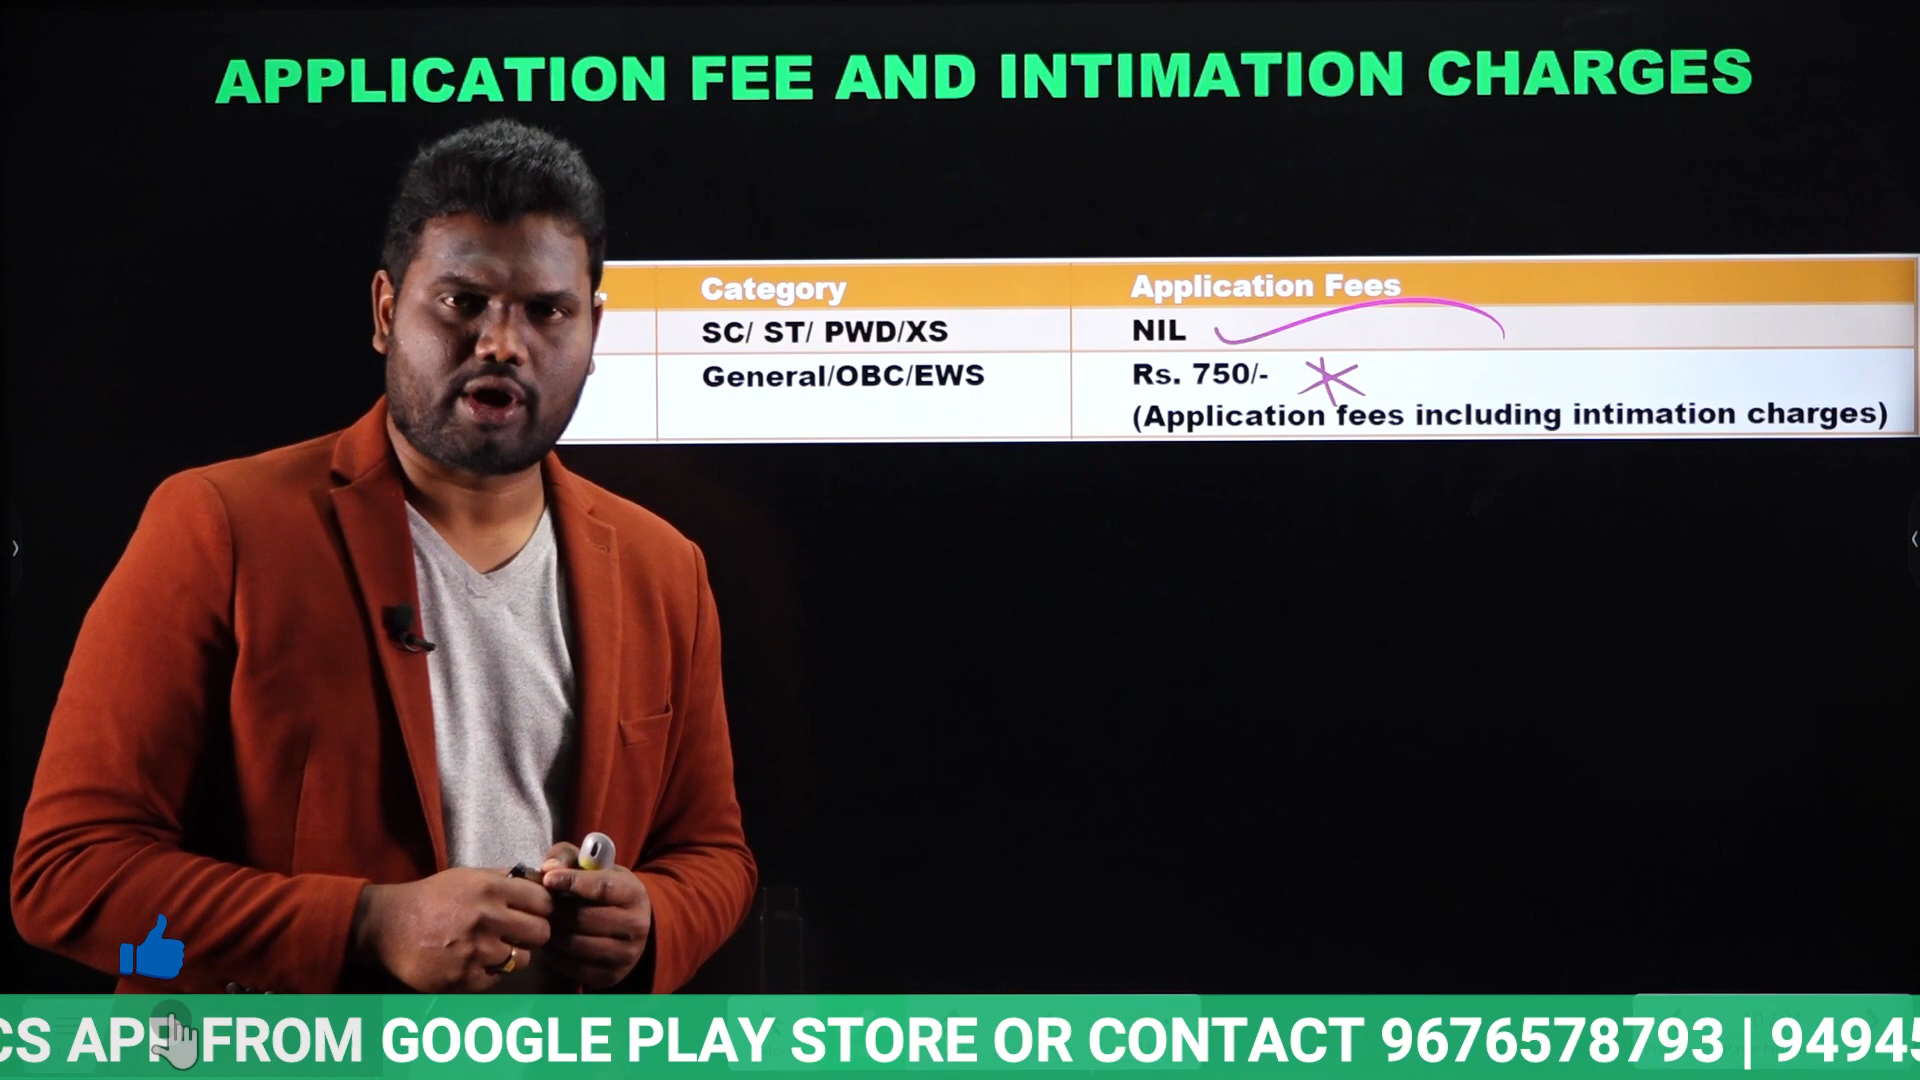 APPLICATION FEE AND INTIMATION CHARGES
Category
Application Fees
SC/ ST/ PWD/XS
NIL
General/OBC/EWS
Rs. 750/-
(Application fees including intimation charges)
CS APP FROM GOOGLE PLAY STORE OR CONTACT 9676578793 | 9494